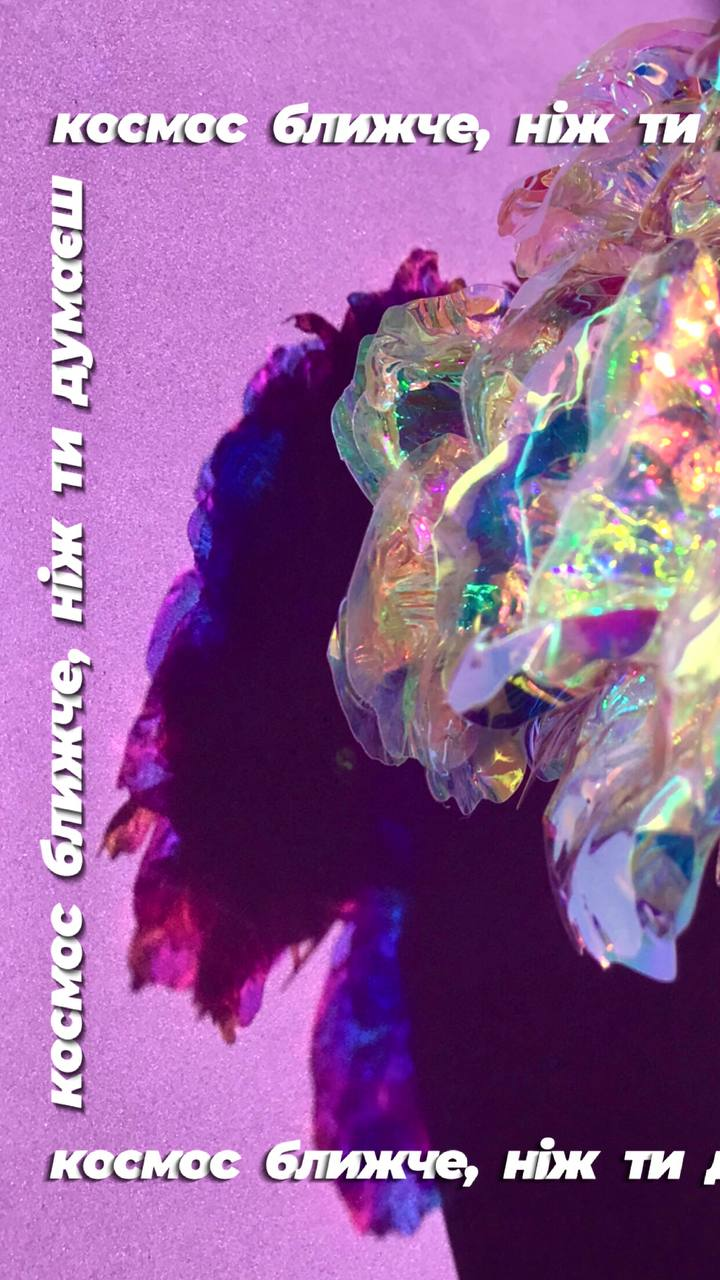 космос ближче, ніж ти
космос ближче, ніж ти думаєш
космос ближче, ніж ти